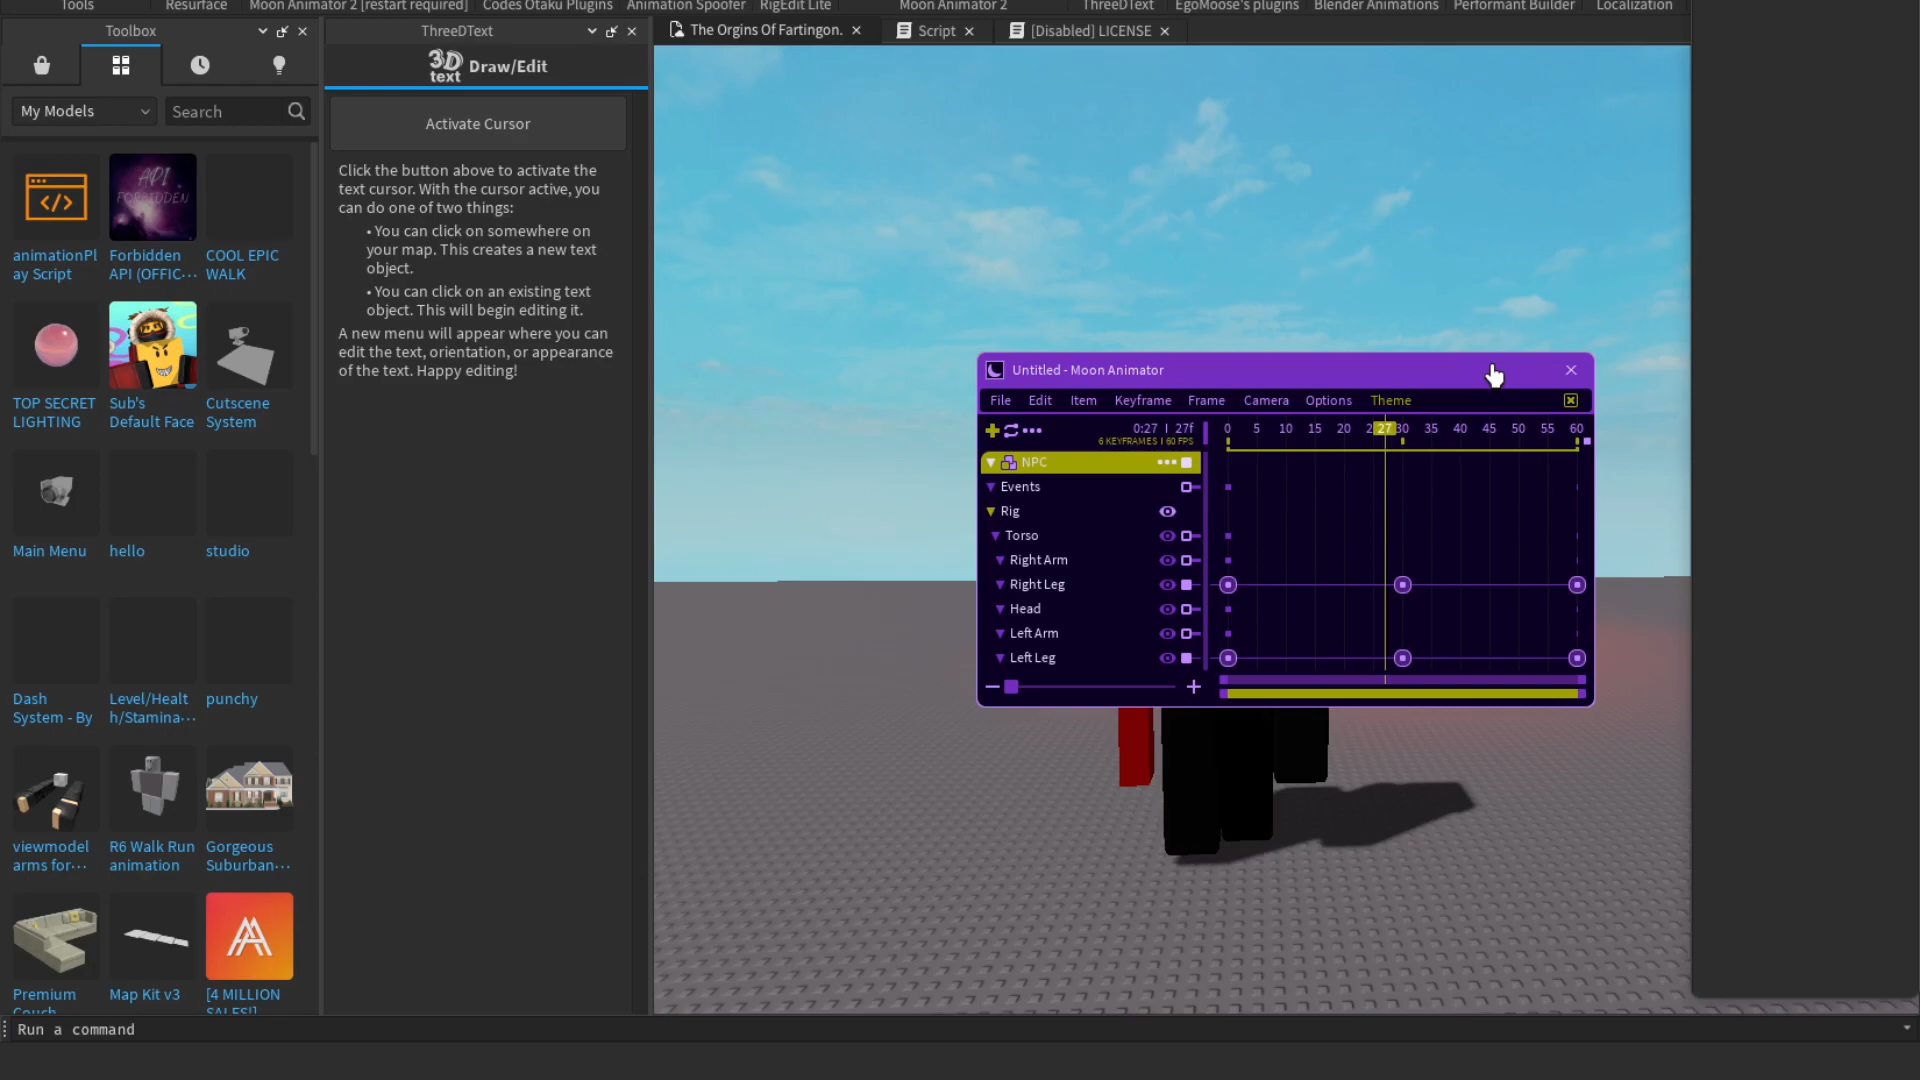 Tools
Resurface
Moon Animator 2 [restart required]
Codes Otaku Plugins
Animation Spoofer
RigEdit Lite
Moon Animator 2
ThreeDText
EgoMoose's plugins
Blender Animations
Performant Builder
Localization
Toolbox
ThreeDText
The Orgins Of Fartingon.
Script
[Disabled] LICENSE
3D text
Draw/Edit
My Models
Search
Activate Cursor
Click the button above to activate the
text cursor. With the cursor active, you
can do one of two things:
• You can click on somewhere on
your map. This creates a new text
object.
• You can click on an existing text
object. This will begin editing it.
A new menu will appear where you can
edit the text, orientation, or appearance
of the text. Happy editing!
API
FORBIDDEN
animationPl
ay Script
Forbidden
API (OFFIC···
COOL EPIC
WALK
TOP SECRET
LIGHTING
Sub's
Default Face
Cutscene
System
Main Menu
hello
studio
Dash
System - By
Level/Healt
h/Stamina···
punchy
viewmodel
arms for···
R6 Walk Run
animation
Gorgeous
Suburban···
Premium
Couch
Map Kit v3
[4 MILLION
SALES!]
Untitled - Moon Animator
File
Edit
Item
Keyframe
Frame
Camera
Options
Theme
0:27 | 27f
6 KEYFRAMES | 60 FPS
0 5 10 15 20 2 27 30 35 40 45 50 55 60
NPC
Events
Rig
Torso
Right Arm
Right Leg
Head
Left Arm
Left Leg
Run a command